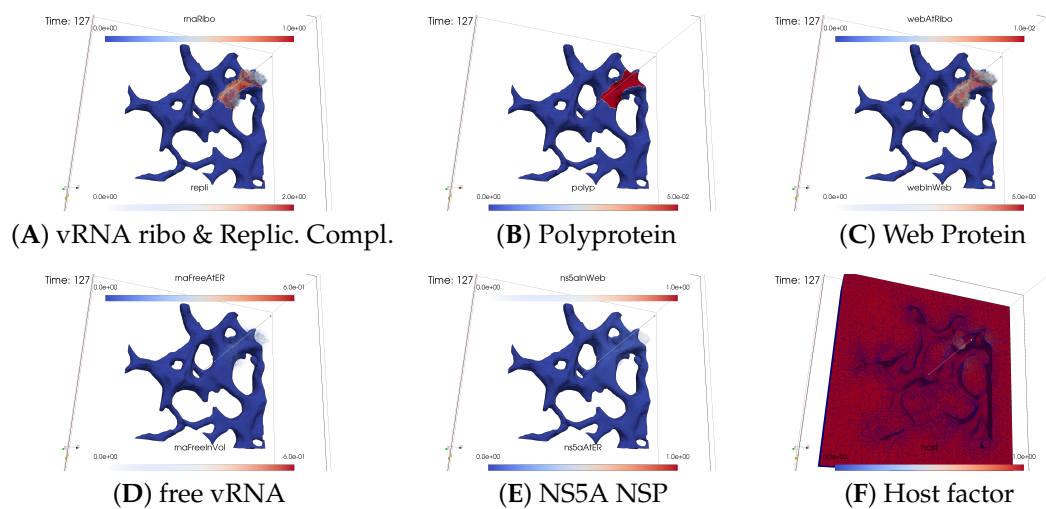 Time: 127
rnaRibo
0.0e+00 1.0e+00
repli
0.0e+00 2.0e+00
(A) vRNA ribo & Replic. Compl.
Time: 127
polyp
0.0e+00 5.0e-02
(B) Polyprotein
Time: 127
webAtRibo
0.0e+00 1.0e-02
webInWeb
0.0e+00 5.0e+00
(C) Web Protein
Time: 127
rnaFreeAtER
0.0e+00 6.0e-01
rnaFreeInVol
0.0e+00 6.0e-01
(D) free vRNA
Time: 127
ns5aInWeb
0.0e+00 1.0e+00
ns5aAtER
0.0e+00 1.0e+00
(E) NS5A NSP
Time: 127
host
0.0e+00 1.0e+00
(F) Host factor